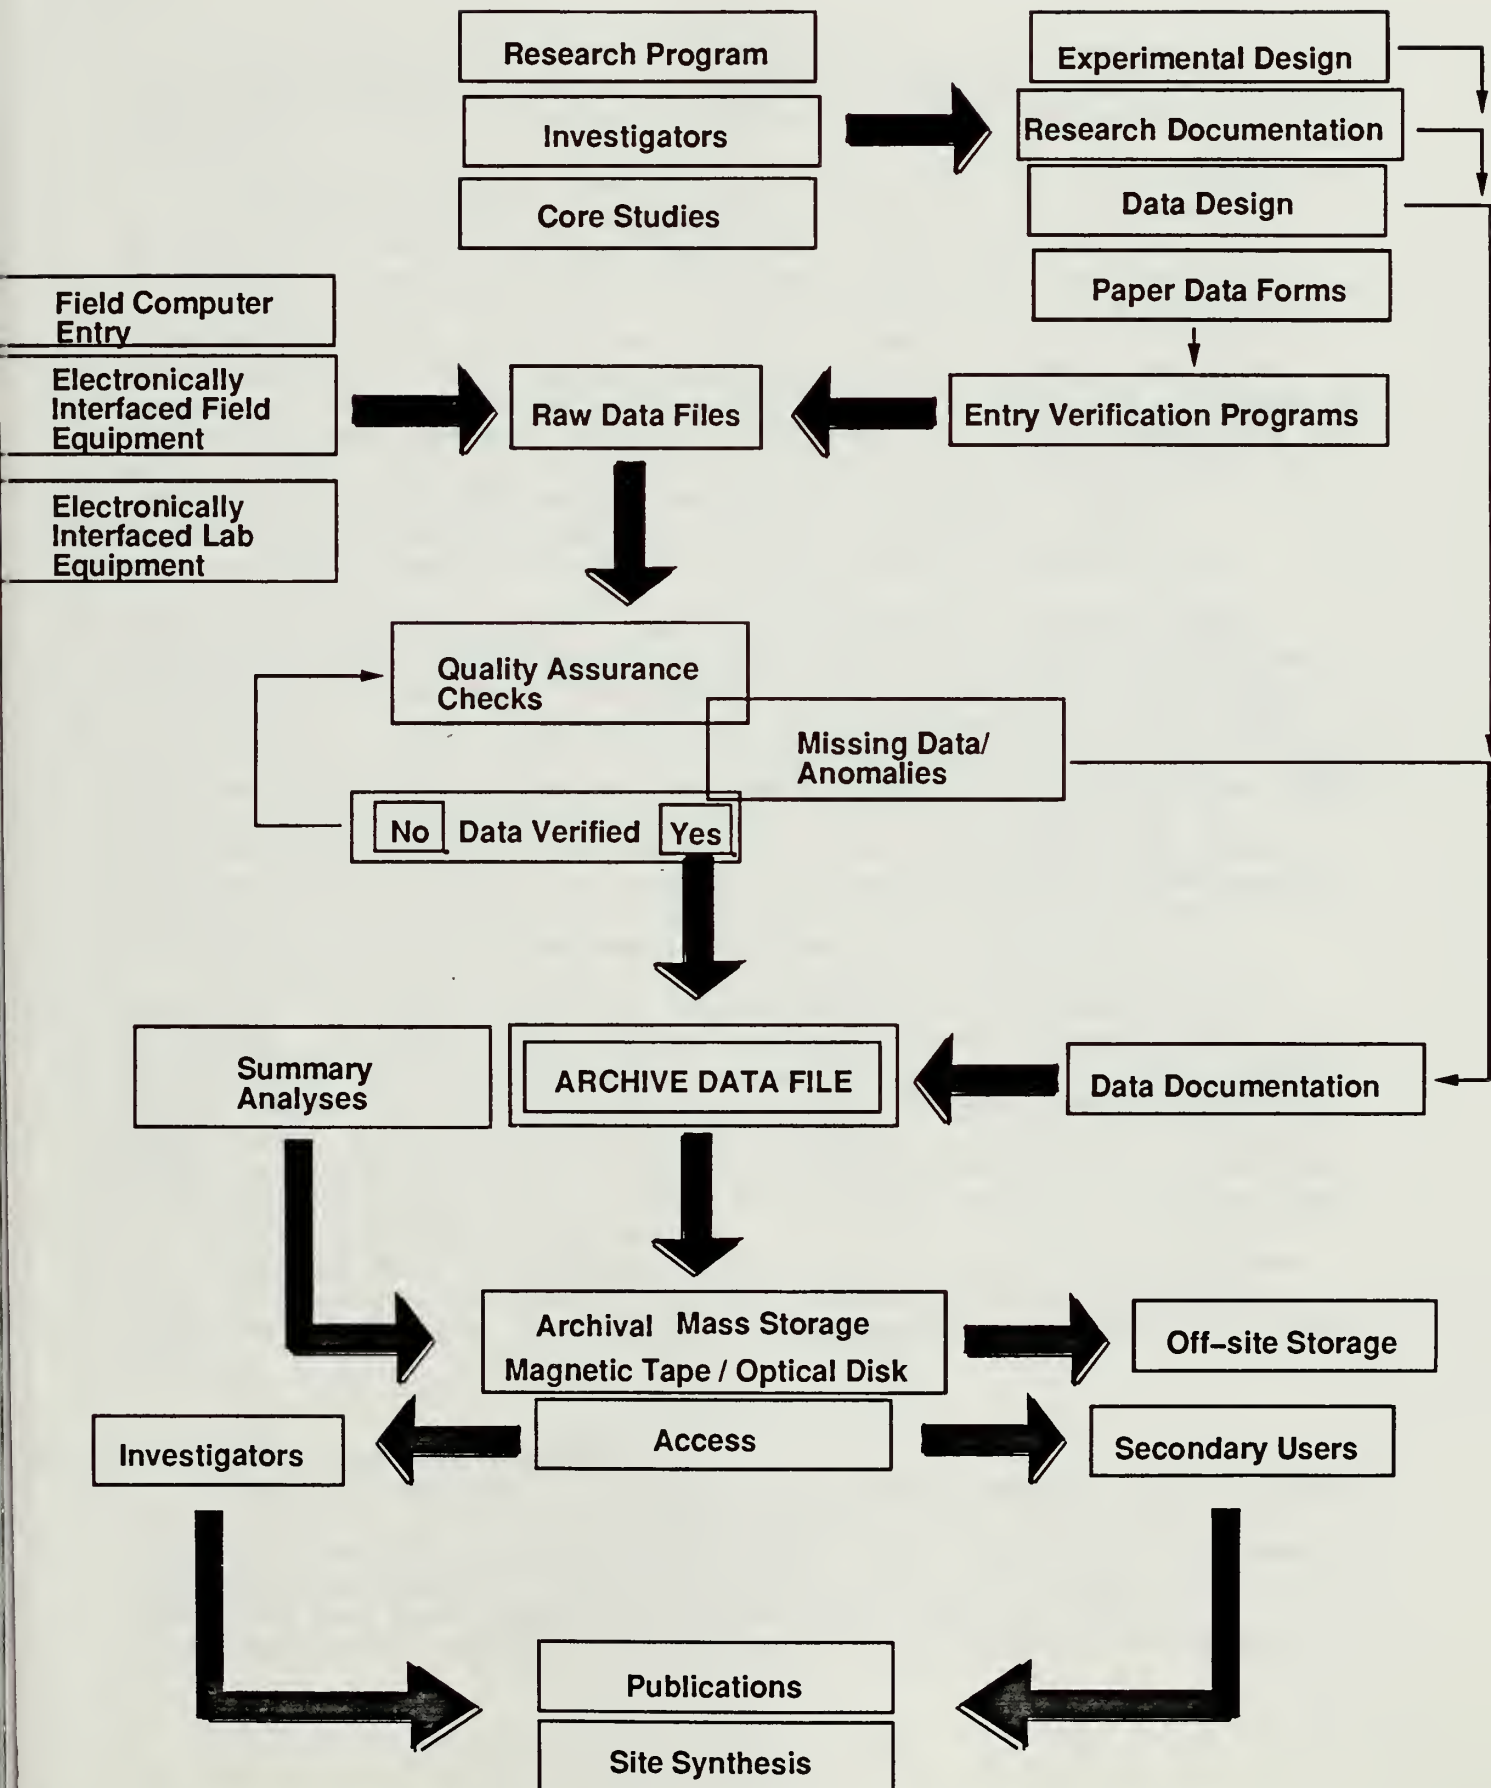 Research Program
Investigators
Core Studies
Experimental Design
Research Documentation
Data Design
Paper Data Forms
Field Computer
Entry
Electronically
Interfaced Field
Equipment
Electronically
Interfaced Lab
Equipment
Raw Data Files
Entry Verification Programs
Quality Assurance
Checks
Missing Data/
Anomalies
No Data Verified Yes
Summary
Analyses
ARCHIVE DATA FILE
Data Documentation
Archival Mass Storage
Magnetic Tape / Optical Disk
Off-site Storage
Investigators
Access
Secondary Users
Publications
Site Synthesis